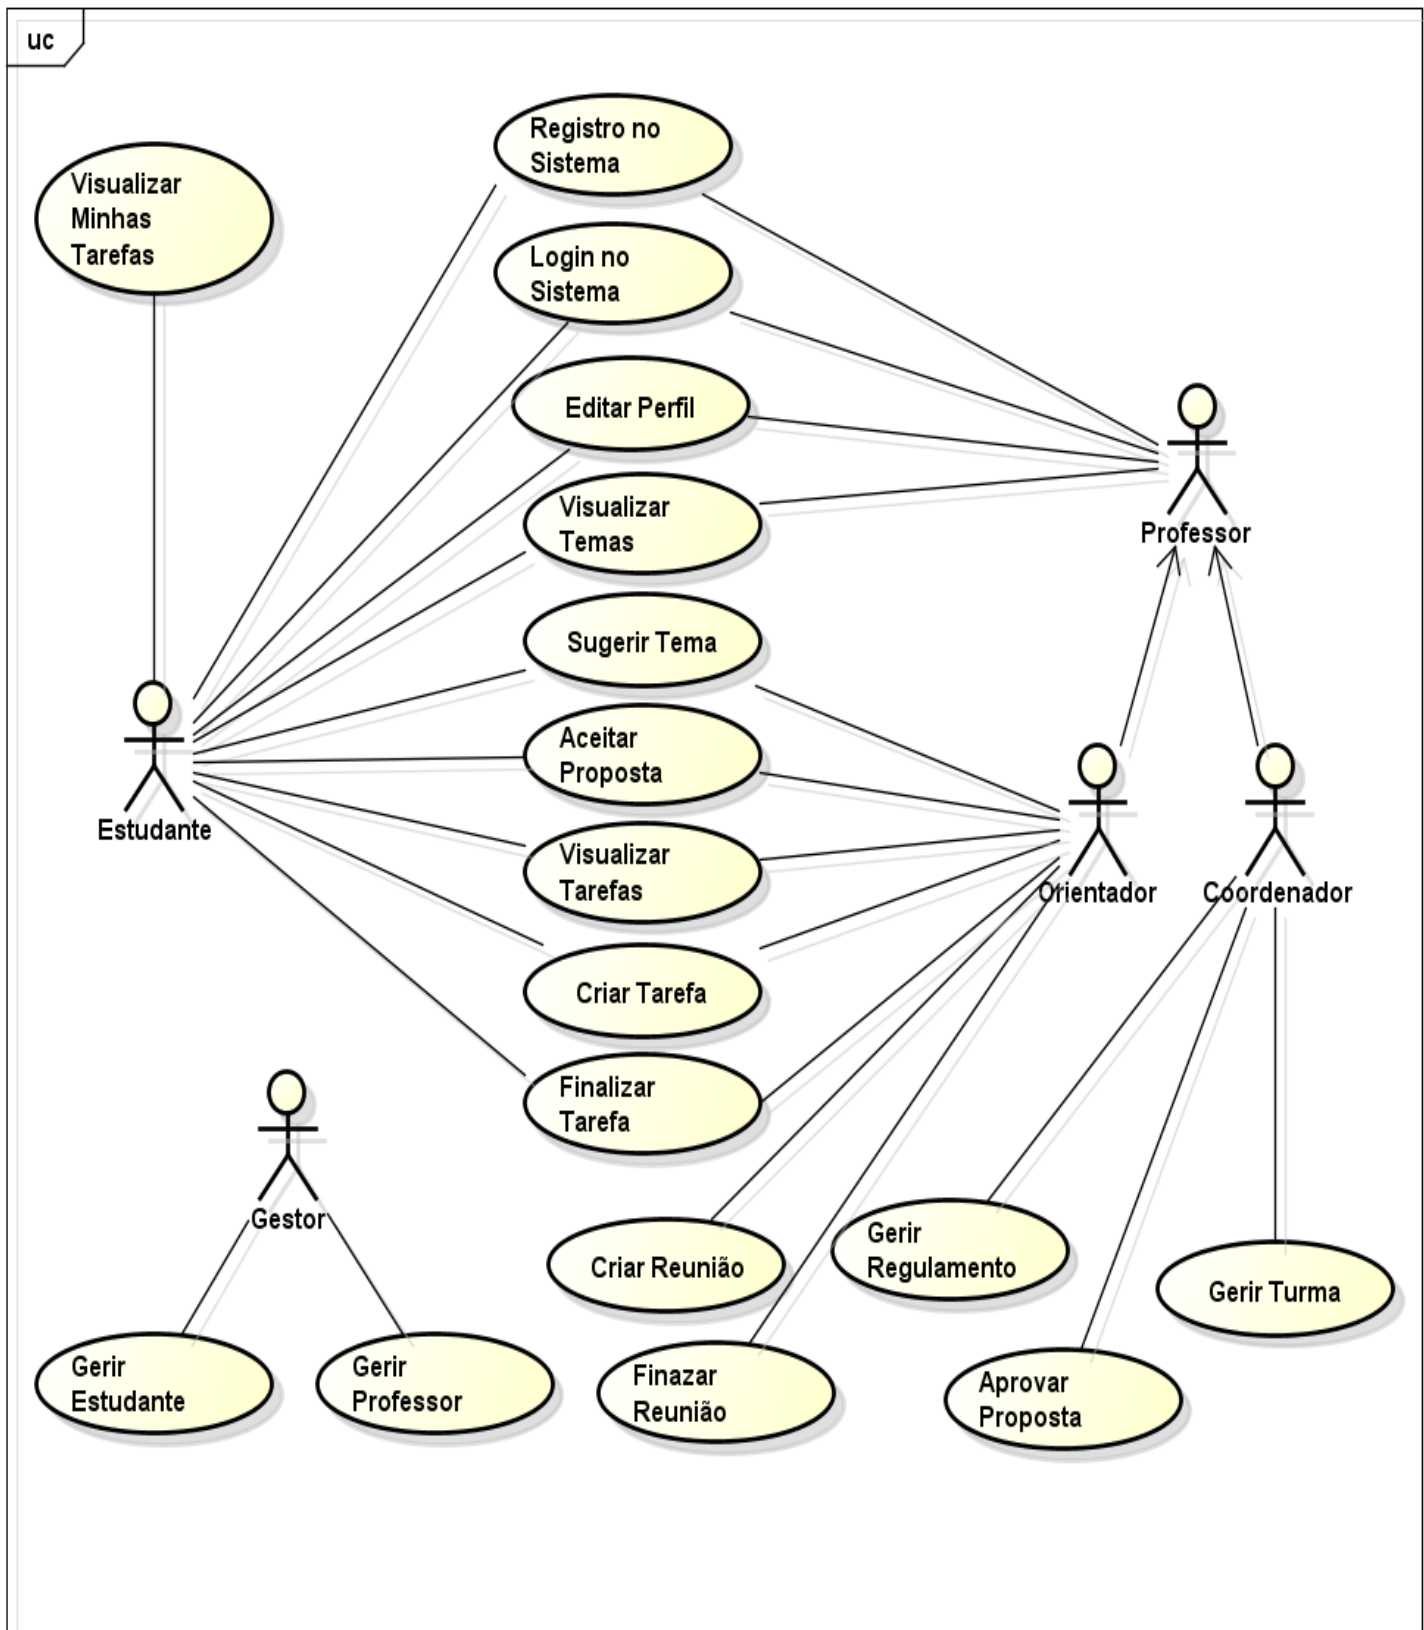 uc
Registro no
Sistema
Visualizar
Minhas
Tarefas
Login no
Sistema
Editar Perfil
Visualizar
Temas
Professor
Sugerir Tema
Aceitar
Proposta
Estudante
Visualizar
Tarefas
Orientador
Coordenador
Criar Tarefa
Finalizar
Tarefa
Gestor
Criar Reunião
Gerir
Regulamento
Gerir Turma
Gerir
Estudante
Gerir
Professor
Finazar
Reunião
Aprovar
Proposta